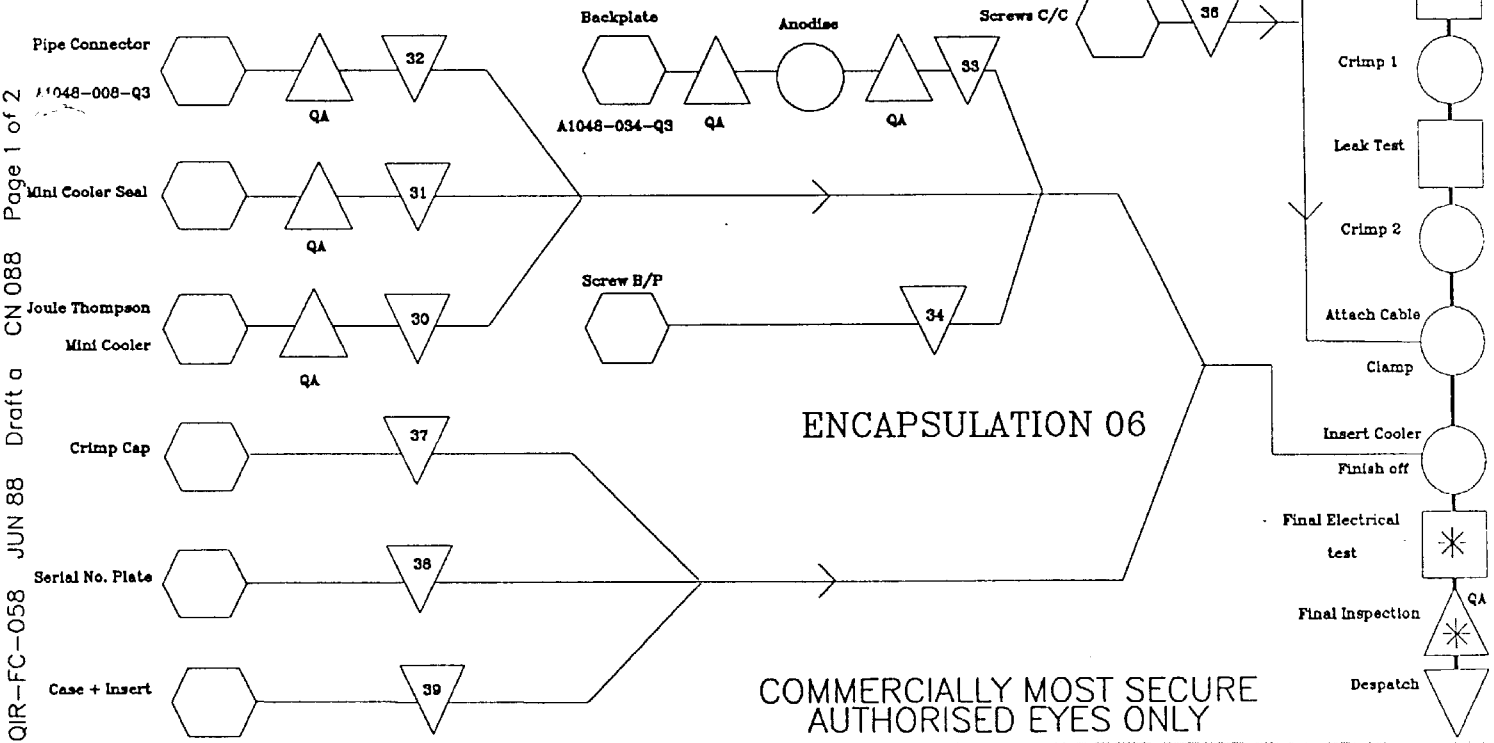 QIR-FC-058 JUN 88 Draft a CN 088 Page 1 of 2
Pipe Connector
A1048-008-Q3
QA
32
Mini Cooler Seal
QA
31
Joule Thompson
Mini Cooler
QA
30
Backplate
A1048-034-Q3
QA
Anodise
QA
33
Screw B/P
34
Screws C/C
36
Crimp Cap
37
Serial No. Plate
38
Case + Insert
39
ENCAPSULATION 06
Crimp 1
Leak Test
Crimp 2
Attach Cable
Clamp
Insert Cooler
Finish off
Final Electrical
test
Final Inspection
QA
Despatch
COMMERCIALLY MOST SECURE
AUTHORISED EYES ONLY